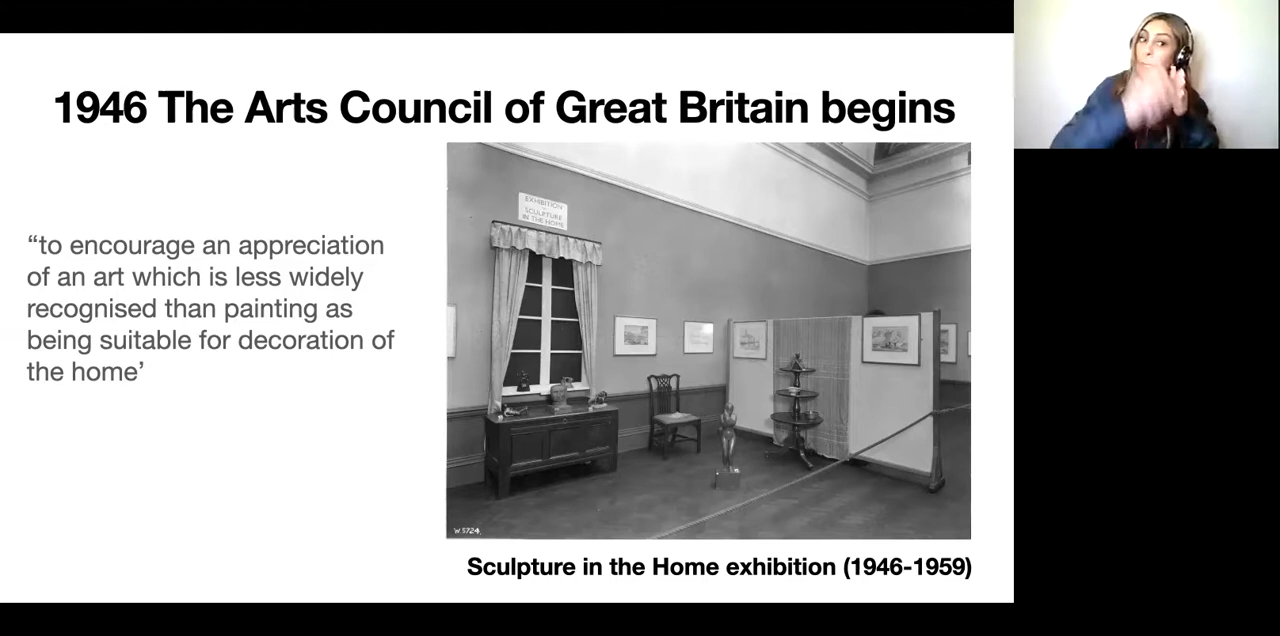 1946 The Arts Council of Great Britain begins
“to encourage an appreciation
of an art which is less widely
recognised than painting as
being suitable for decoration of
the home’
EXHIBITION
SCULPTURE
IN THE HOME
W.5724.
Sculpture in the Home exhibition (1946-1959)